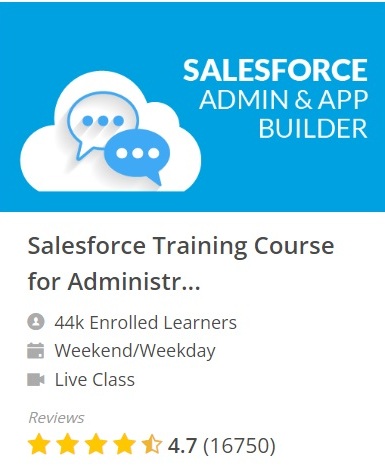 SALESFORCE
ADMIN & APP
BUILDER
Salesforce Training Course
for Administr...
44k Enrolled Learners
Weekend/Weekday
Live Class
Reviews
4.7 (16750)